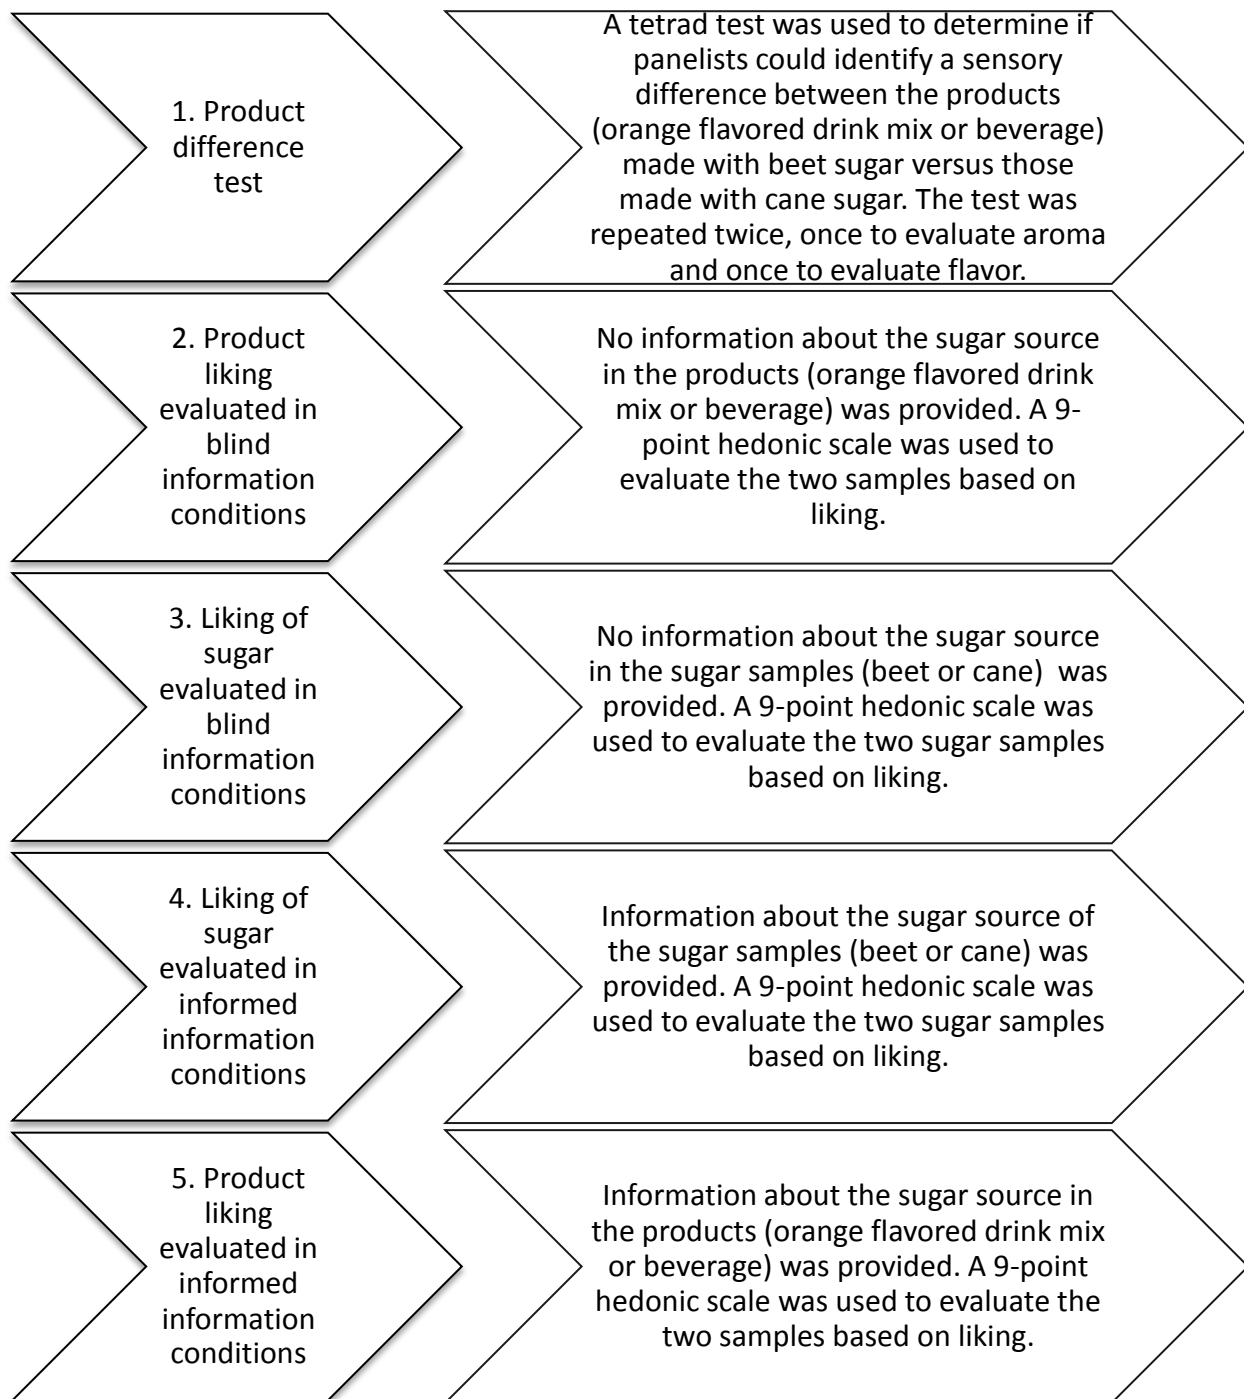 1. Product
difference
test
A tetrad test was used to determine if
panelists could identify a sensory
difference between the products
(orange flavored drink mix or beverage)
made with beet sugar versus those
made with cane sugar. The test was
repeated twice, once to evaluate aroma
and once to evaluate flavor.
2. Product
liking
evaluated in
blind
information
conditions
No information about the sugar source
in the products (orange flavored drink
mix or beverage) was provided. A 9-
point hedonic scale was used to
evaluate the two samples based on
liking.
3. Liking of
sugar
evaluated in
blind
information
conditions
No information about the sugar source
in the sugar samples (beet or cane)  was
provided. A 9-point hedonic scale was
used to evaluate the two sugar samples
based on liking.
4. Liking of
sugar
evaluated in
informed
information
conditions
Information about the sugar source of
the sugar samples (beet or cane) was
provided. A 9-point hedonic scale was
used to evaluate the two sugar samples
based on liking.
5. Product
liking
evaluated in
informed
information
conditions
Information about the sugar source in
the products (orange flavored drink mix
or beverage) was provided. A 9-point
hedonic scale was used to evaluate the
two samples based on liking.